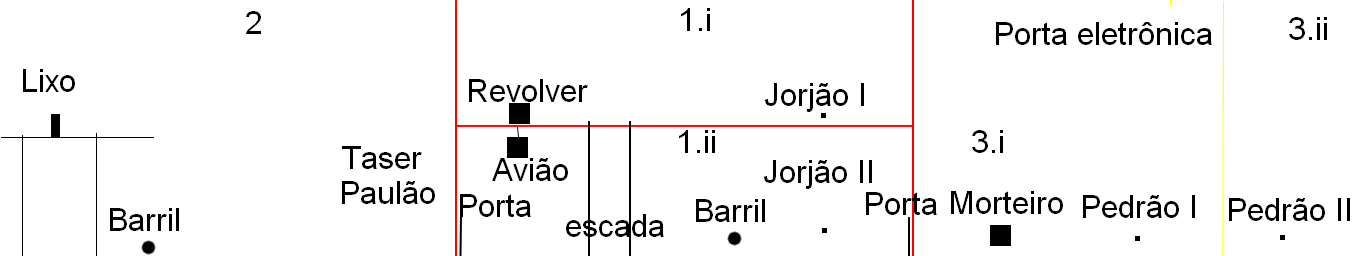 2
1.i
Porta eletrônica
3.ii
Lixo
Revolver
Jorjão I
1.ii
3.i
Taser
Paulão
Avião
Jorjão II
Porta
escada
Barril
Barril
Porta
Morteiro
Pedrão I
Pedrão II